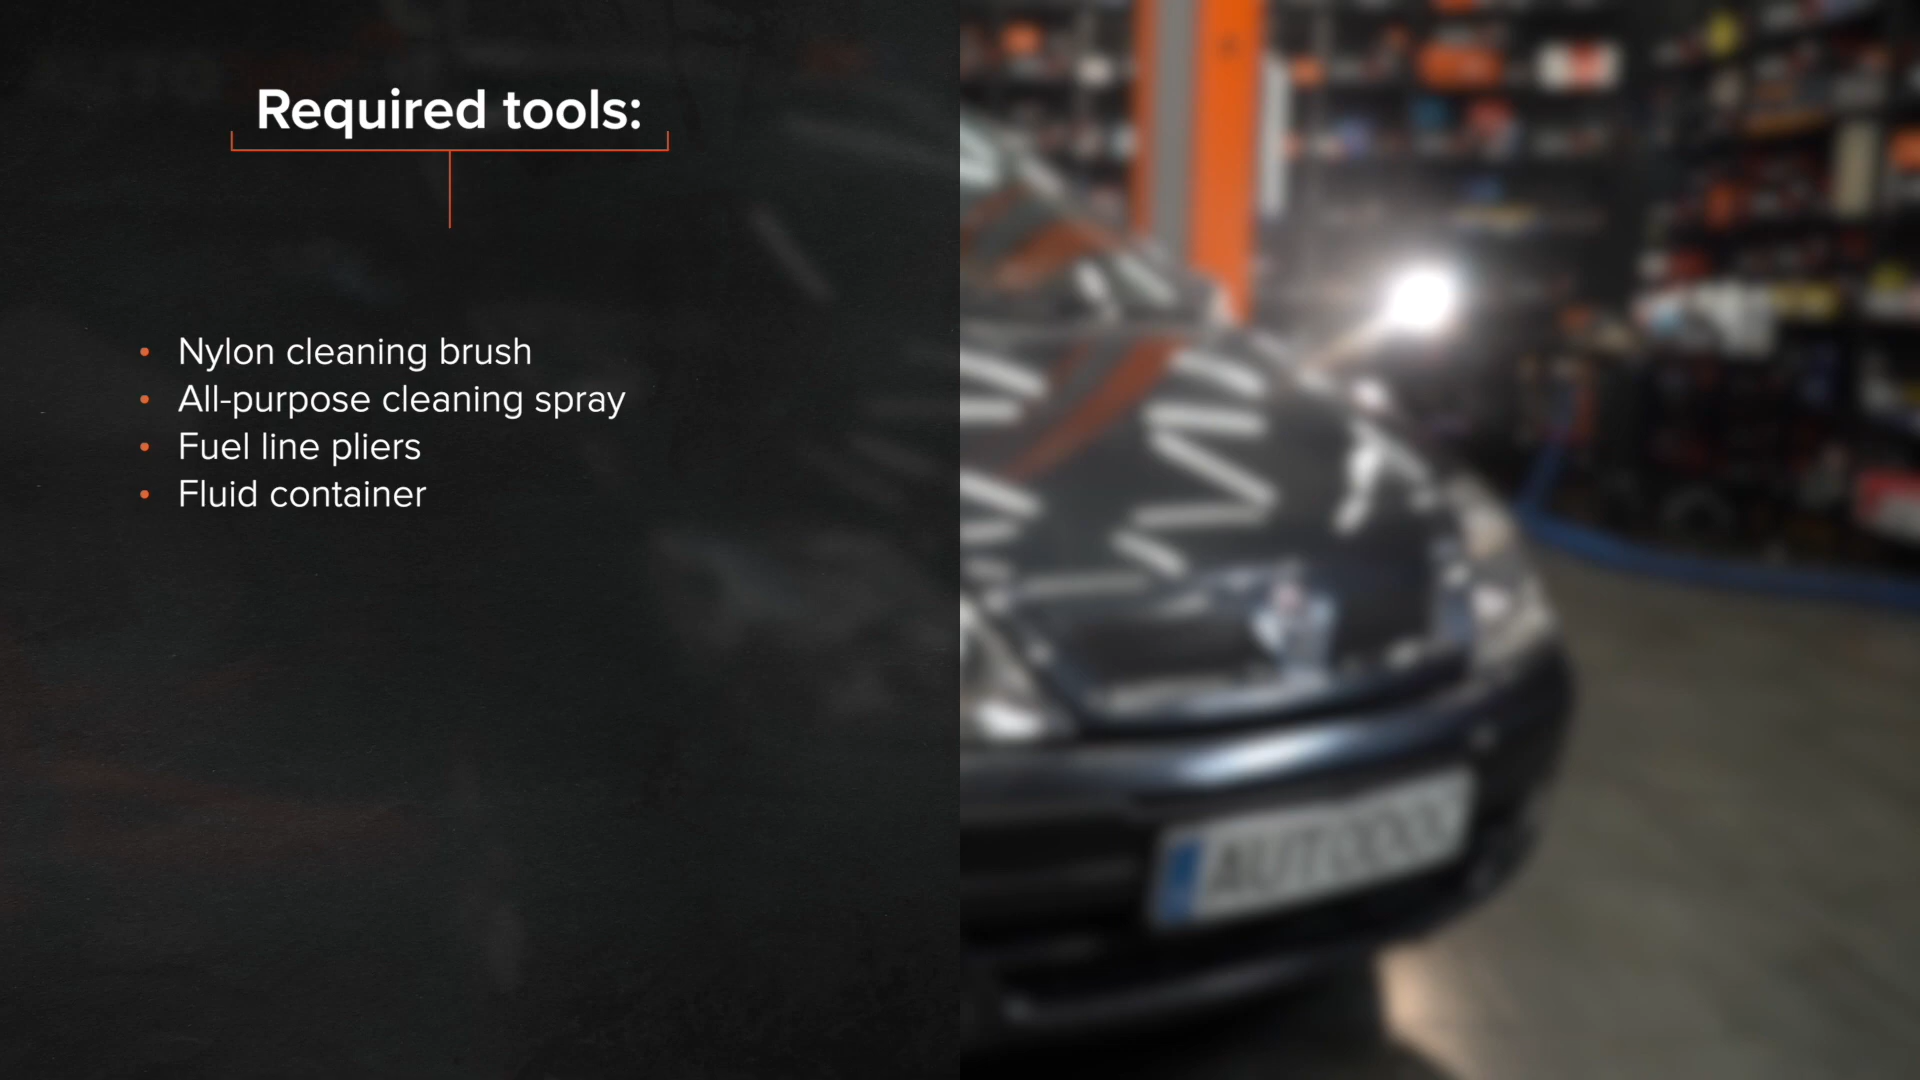 Required tools:
• Nylon cleaning brush
• All-purpose cleaning spray
• Fuel line pliers
• Fluid container